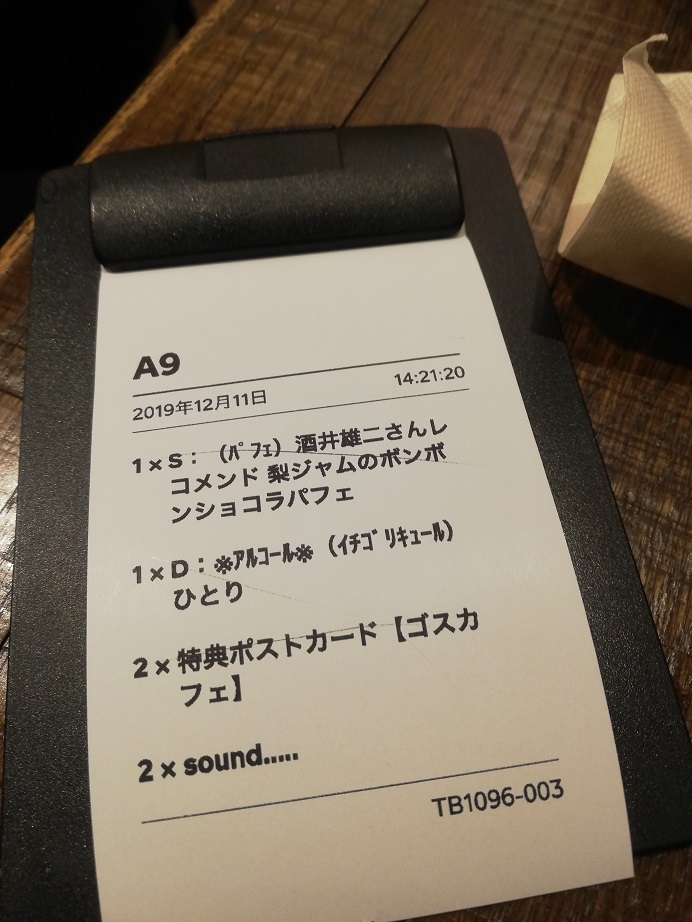 A9
2019年12月11日 14:21:20
1×S：（ﾊﾟﾌｪ）酒井雄二さんレ
コメンド 梨ジャムのボンボ
ンショコラパフェ
1×D：※ｱﾙｺｰﾙ※（ｲﾁｺﾞﾘｷｭｰﾙ）
ひとり
2×特典ポストカード【ゴスカ
フェ】
2×sound.....
TB1096-003